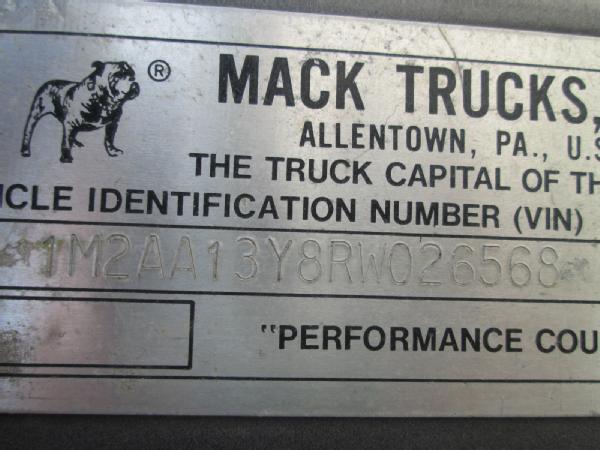 ® MACK TRUCKS,
ALLENTOWN, PA., U.S
THE TRUCK CAPITAL OF TH
ICLE IDENTIFICATION NUMBER (VIN)
1M2AA13Y8RW026568
"PERFORMANCE COU